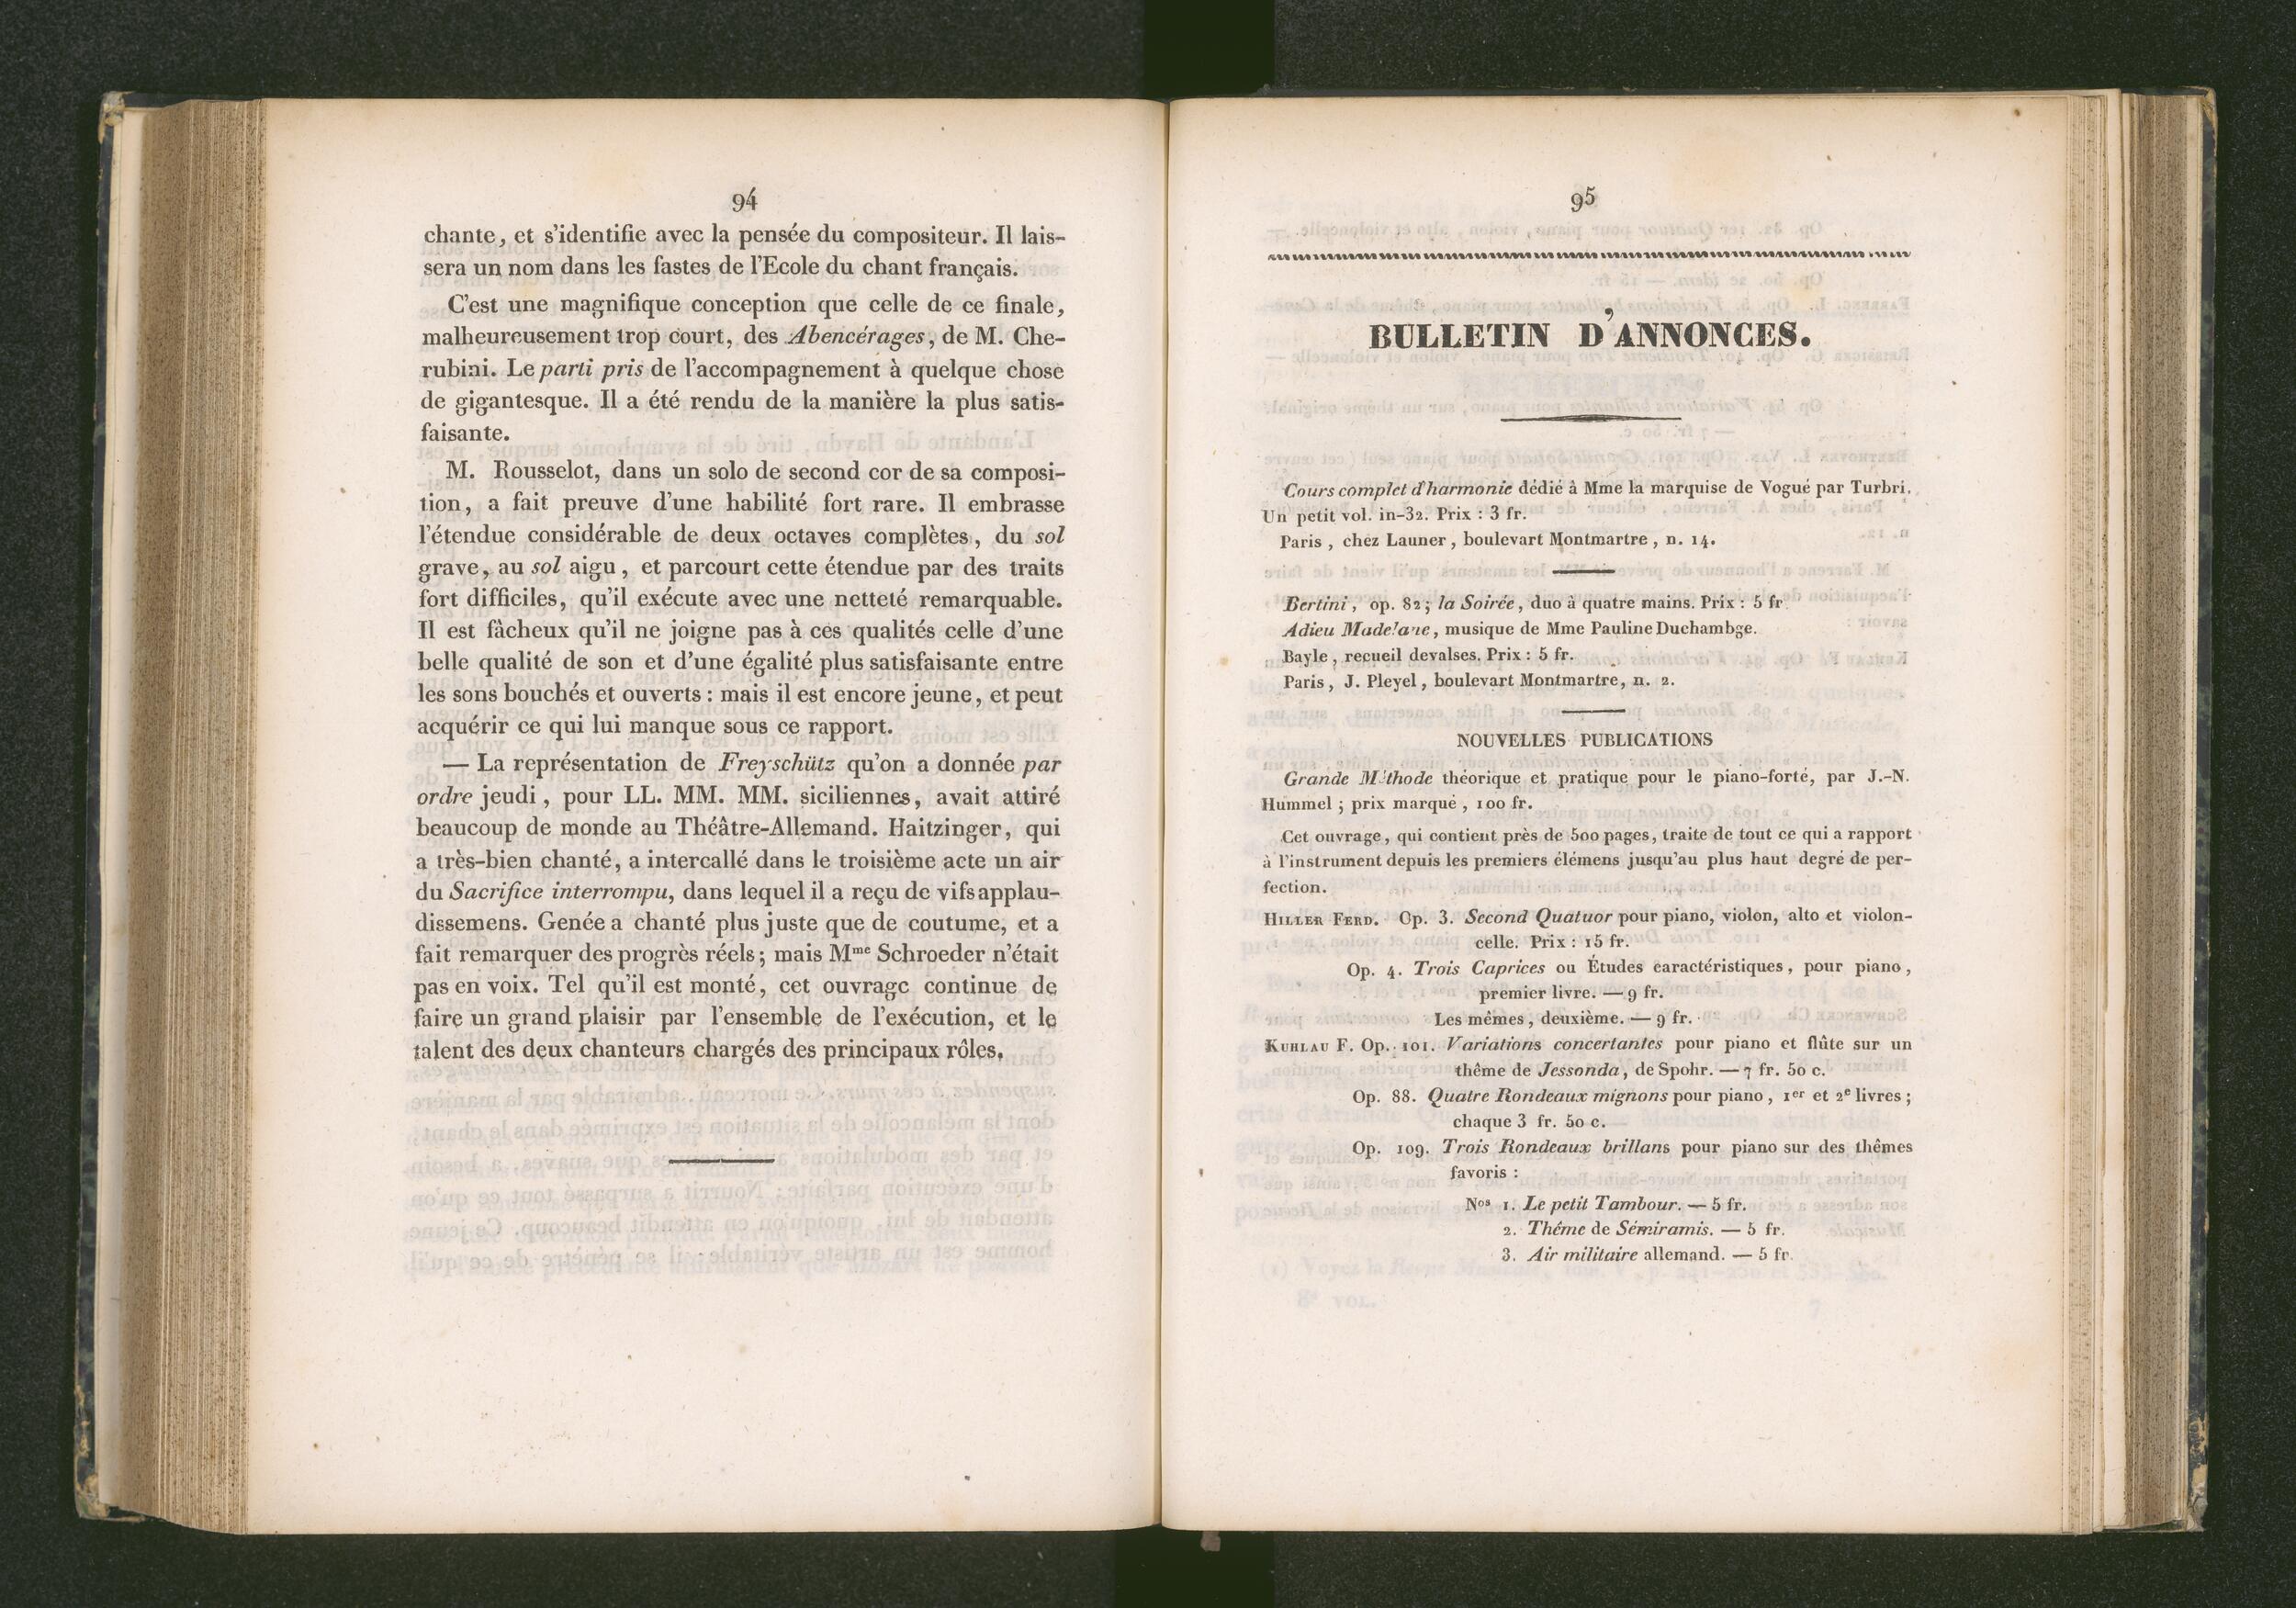 94
chante, et s'identifie avec la pensée du compositeur. Il lais-
sera un nom dans les fastes de l'Ecole du chant français.
C'est une magnifique conception que celle de ce finale,
malheureusement trop court, des Abencérages, de M. Che-
rubini. Le parti pris de l'accompagnement à quelque chose
de gigantesque. Il a été rendu de la manière la plus satis-
faisante.
M. Rousselot, dans un solo de second cor de sa composi-
tion, a fait preuve d'une habilité fort rare. Il embrasse
l'étendue considérable de deux octaves complètes, du sol
grave, au sol aigu, et parcourt cette étendue par des traits
fort difficiles, qu'il exécute avec une netteté remarquable.
Il est fâcheux qu'il ne joigne pas à ces qualités celle d'une
belle qualité de son et d'une égalité plus satisfaisante entre
les sons bouchés et ouverts : mais il est encore jeune, et peut
acquérir ce qui lui manque sous ce rapport.
— La représentation de Freyschütz qu'on a donnée par
ordre jeudi, pour LL. MM. MM. siciliennes, avait attiré
beaucoup de monde au Théâtre-Allemand. Haitzinger, qui
a très-bien chanté, a intercallé dans le troisième acte un air
du Sacrifice interrompu, dans lequel il a reçu de vifs applau-
dissemens. Genée a chanté plus juste que de coutume, et a
fait remarquer des progrès réels ; mais Mme Schroeder n'était
pas en voix. Tel qu'il est monté, cet ouvrage continue de
faire un grand plaisir par l'ensemble de l'exécution, et le
talent des deux chanteurs chargés des principaux rôles.
95
BULLETIN D'ANNONCES.
Cours complet d'harmonie dédié à Mme la marquise de Vogué par Turbri.
Un petit vol. in-32. Prix : 3 fr.
Paris, chez Launer, boulevart Montmartre, n. 14.
Bertini, op. 82 ; la Soirée, duo à quatre mains. Prix : 5 fr
Adieu Madelane, musique de Mme Pauline Duchambge.
Bayle, recueil devalses. Prix : 5 fr.
Paris, J. Pleyel, boulevart Montmartre, n. 2.
NOUVELLES PUBLICATIONS
Grande Méthode théorique et pratique pour le piano-forté, par J.-N.
Hummel ; prix marqué, 100 fr.
Cet ouvrage, qui contient près de 500 pages, traite de tout ce qui a rapport
à l'instrument depuis les premiers élémens jusqu'au plus haut degré de per-
fection.
HILLER FERD. Op. 3. Second Quatuor pour piano, violon, alto et violon-
celle. Prix : 15 fr.
Op. 4. Trois Caprices ou Études caractéristiques, pour piano,
premier livre. — 9 fr.
Les mêmes, deuxième. — 9 fr.
KUHLAU F. Op. 101. Variations concertantes pour piano et flûte sur un
thême de Jessonda, de Spohr. — 7 fr. 50 c.
Op. 88. Quatre Rondeaux mignons pour piano, 1er et 2e livres ;
chaque 3 fr. 50 c.
Op. 109. Trois Rondeaux brillans pour piano sur des thêmes
favoris :
Nos 1. Le petit Tambour. — 5 fr.
2. Thême de Sémiramis. — 5 fr.
3. Air militaire allemand. — 5 fr.